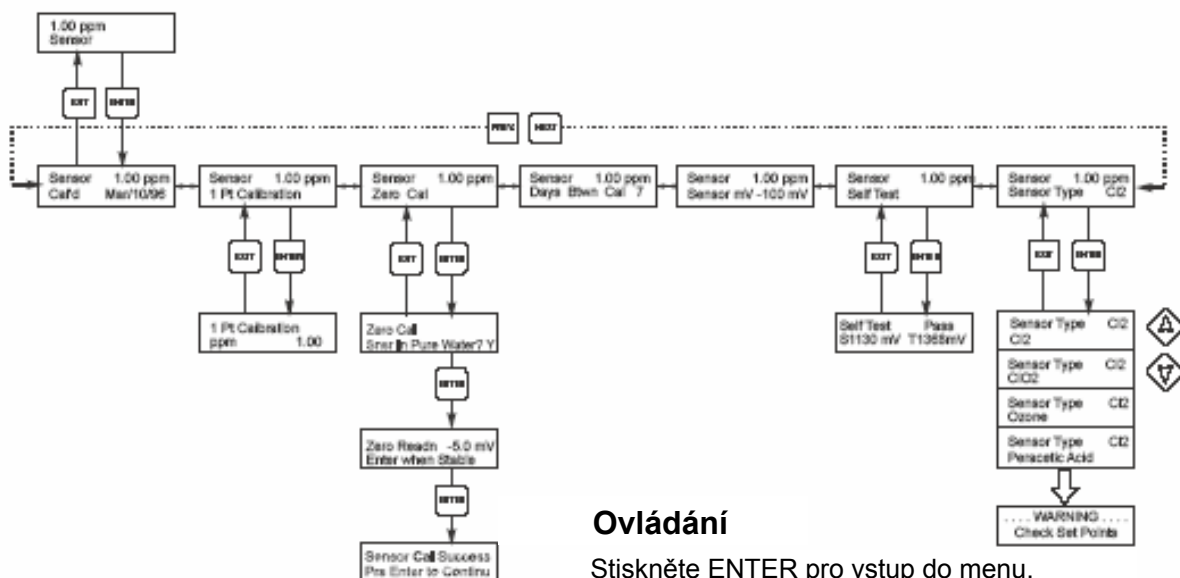 1.00 ppm
Sensor
EXIT ENTER
PREV. NEXT
Sensor 1.00 ppm
Cal'd Mar/10/96
Sensor 1.00 ppm
1 Pt Calibration
Sensor 1.00 ppm
Zero Cal
Sensor 1.00 ppm
Days Btwn Cal 7
Sensor 1.00 ppm
Sensor mV -100 mV
Sensor 1.00 ppm
Self Test
Sensor 1.00 ppm
Sensor Type Cl2
EXIT ENTER
EXIT ENTER
EXIT ENTER
EXIT ENTER
1 Pt Calibration
ppm 1.00
Zero Cal
Snsr In Pure Water? Y
Self Test Pass
S1130 mV T1368mV
Sensor Type Cl2
Cl2
Sensor Type Cl2
ClO2
Sensor Type Cl2
Ozone
Sensor Type Cl2
Peracetic Acid
ENTER
Zero Readn -5.0 mV
Enter when Stable
ENTER
.... WARNING ....
Check Set Points
Sensor Call Success
Prs Enter to Continu
Ovládání
Stiskněte ENTER pro vstup do menu.